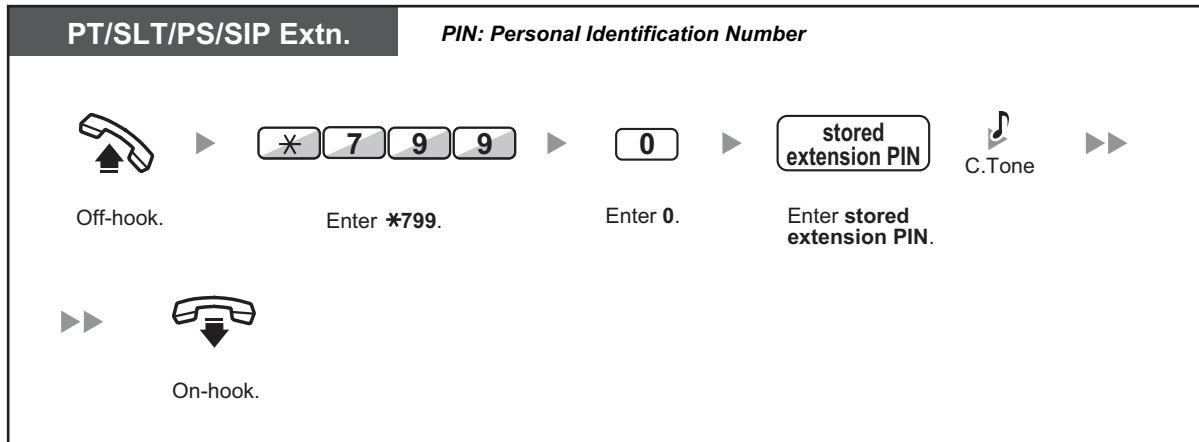 PT/SLT/PS/SIP Extn.
PIN: Personal Identification Number
* 7 9 9
0
stored
extension PIN
C.Tone
Off-hook.
Enter *799.
Enter 0.
Enter stored
extension PIN.
On-hook.